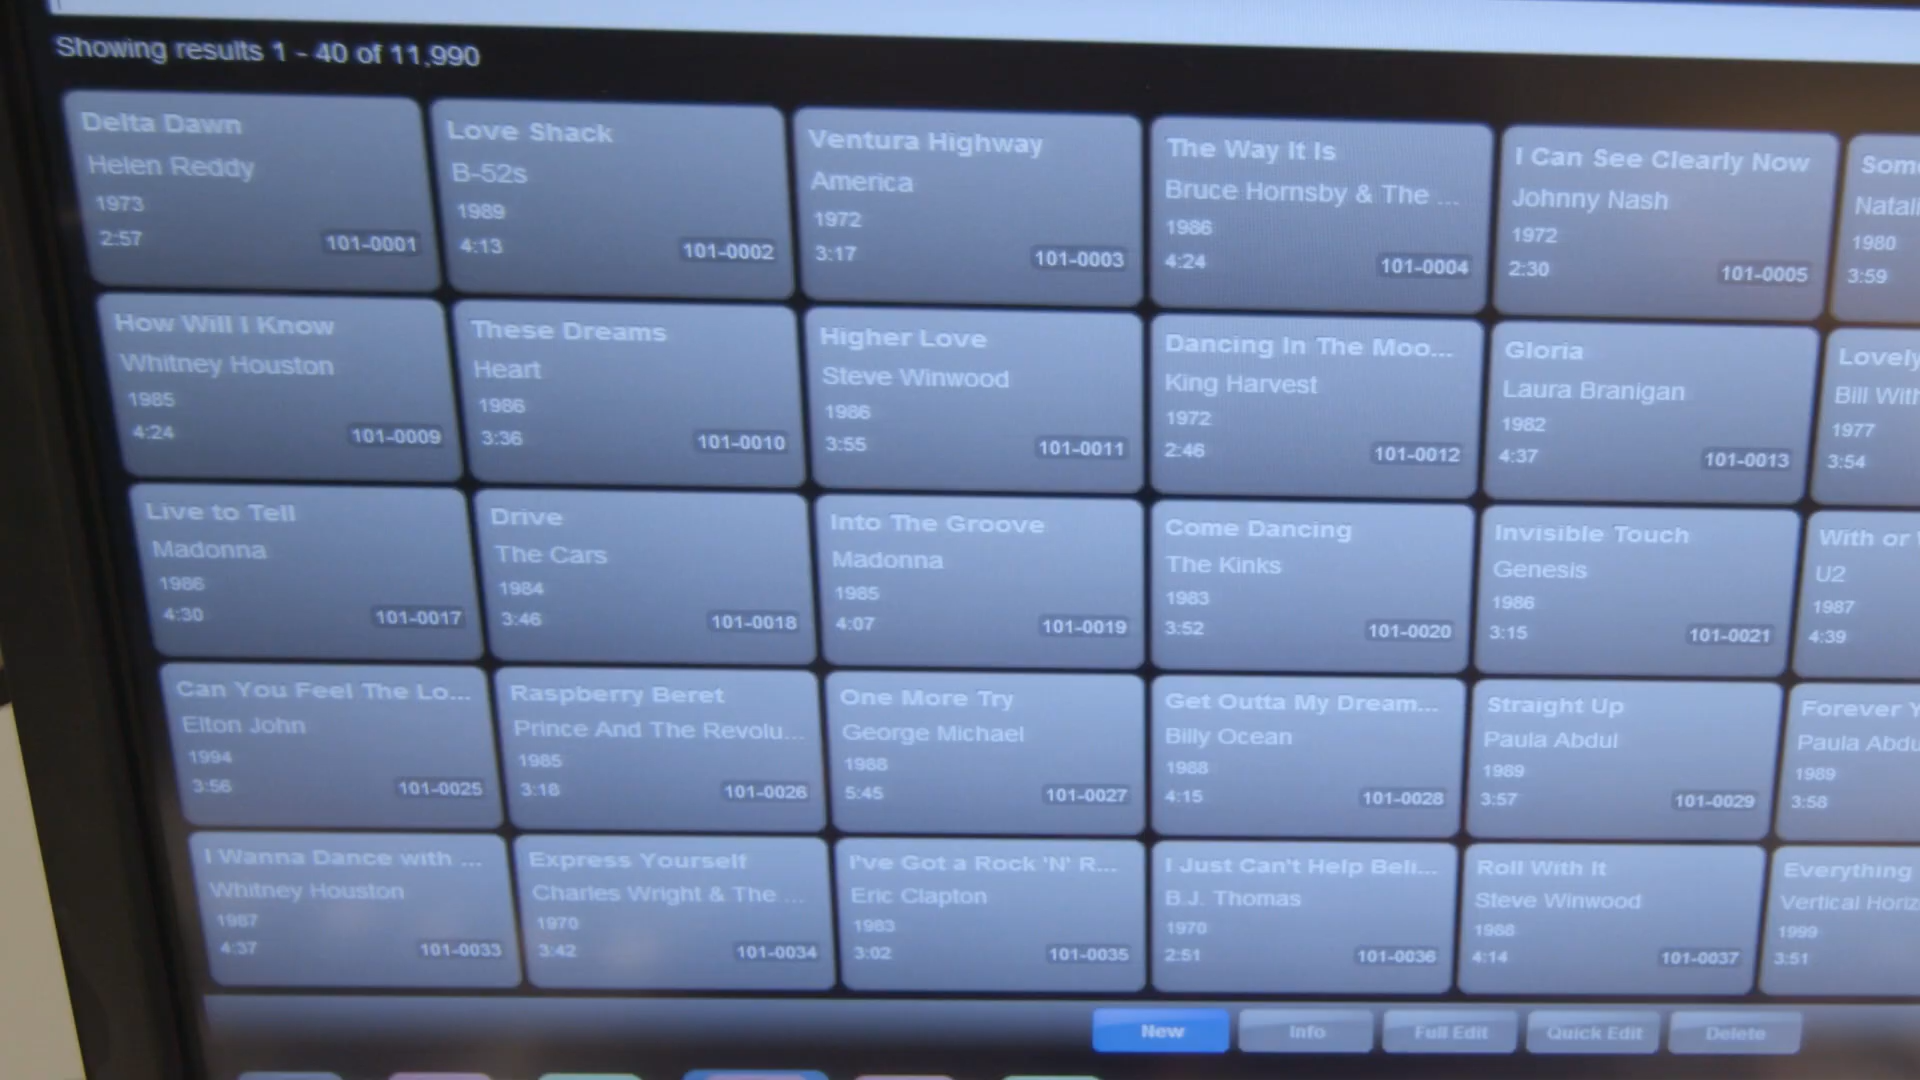 Showing results 1 - 40 of 11,990
Delta Dawn
Helen Reddy
1973
2:57
101-0001
Love Shack
B-52s
1989
4:13
101-0002
Ventura Highway
America
1972
3:17
101-0003
The Way It Is
Bruce Hornsby & The ...
1986
4:24
101-0004
I Can See Clearly Now
Johnny Nash
1972
2:30
101-0005
1980
3:59
How Will I Know
Whitney Houston
1985
4:24
101-0009
These Dreams
Heart
1986
3:36
101-0010
Higher Love
Steve Winwood
1986
3:55
101-0011
Dancing In The Moo...
King Harvest
1972
2:46
101-0012
Gloria
Laura Branigan
1982
4:37
101-0013
Lovely
Bill With
1977
3:54
Live to Tell
Madonna
1986
4:30
101-0017
Drive
The Cars
1984
3:46
101-0018
Into The Groove
Madonna
1985
4:07
101-0019
Come Dancing
The Kinks
1983
3:52
101-0020
Invisible Touch
Genesis
1986
3:15
101-0021
With or
U2
1987
4:39
Can You Feel The Lo...
Elton John
1994
3:56
101-0025
Raspberry Beret
Prince And The Revolu...
1985
3:18
101-0026
One More Try
George Michael
1988
5:45
101-0027
Get Outta My Dream...
Billy Ocean
1988
4:15
101-0028
Straight Up
Paula Abdul
1989
3:57
101-0029
Forever Y
Paula Abdu
1989
3:58
I Wanna Dance with ...
Whitney Houston
1987
4:37
101-0033
Express Yourself
Charles Wright & The ...
1970
3:42
101-0034
I've Got a Rock 'N' R...
Eric Clapton
1983
3:02
101-0035
I Just Can't Help Beli...
B.J. Thomas
1970
2:51
101-0036
Roll With It
Steve Winwood
1988
4:14
101-0037
Everything
Vertical Horiz
1999
3:51
New
Info
Full Edit
Quick Edit
Delete